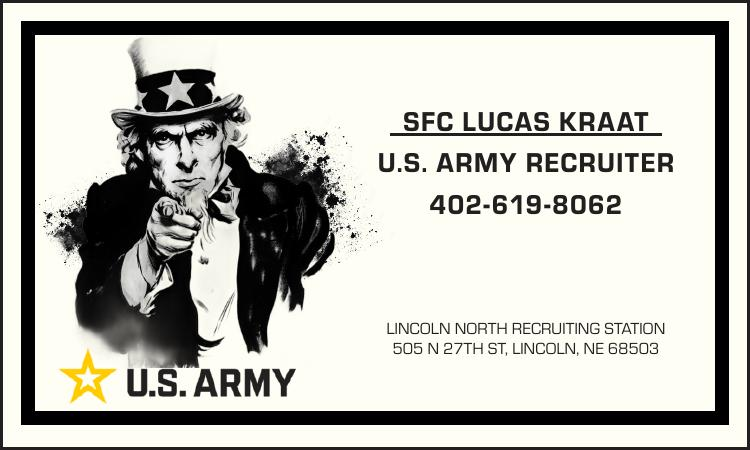 SFC LUCAS KRAAT
U.S. ARMY RECRUITER
402-619-8062
LINCOLN NORTH RECRUITING STATION
505 N 27TH ST, LINCOLN, NE 68503
U.S. ARMY